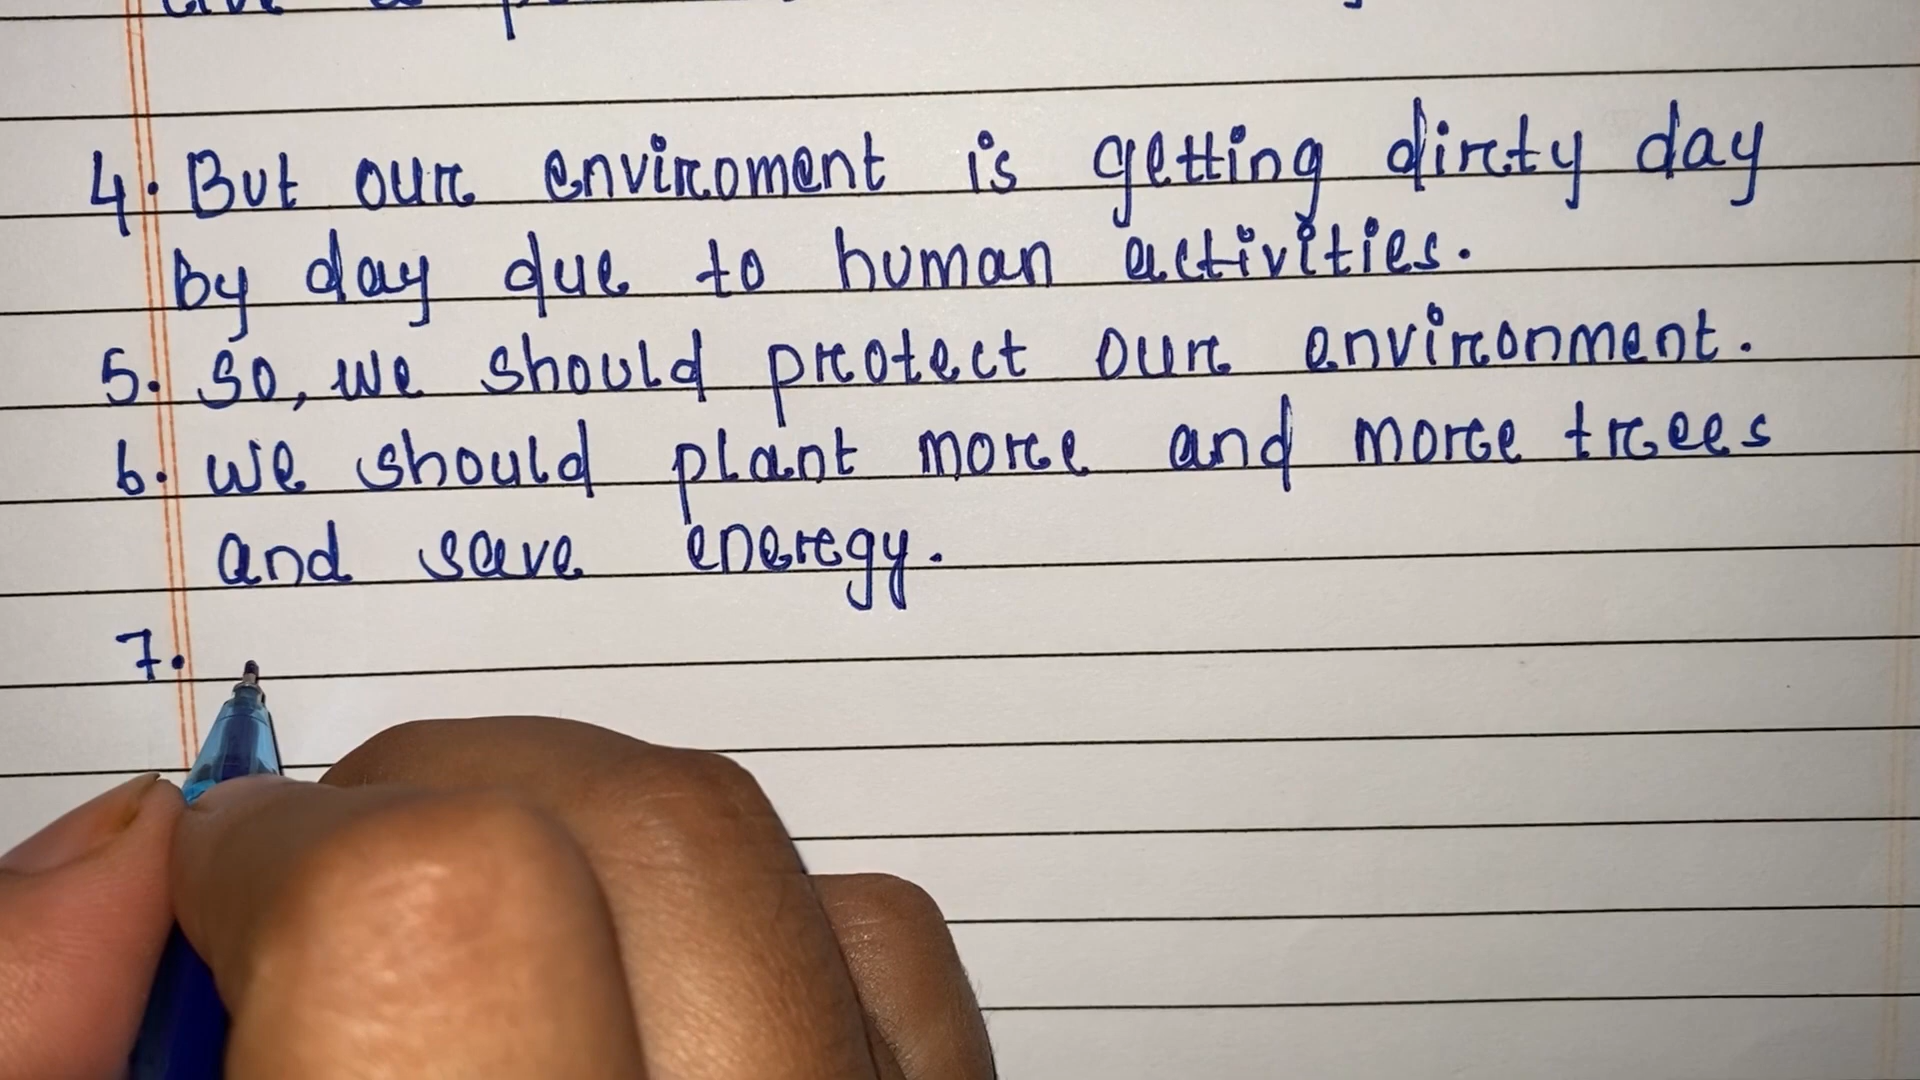 4. But our enviroment is getting dirty day
by day due to human activities.
5. So, we should protect our environment.
6. we should plant more and more trees
and save energy.
7.